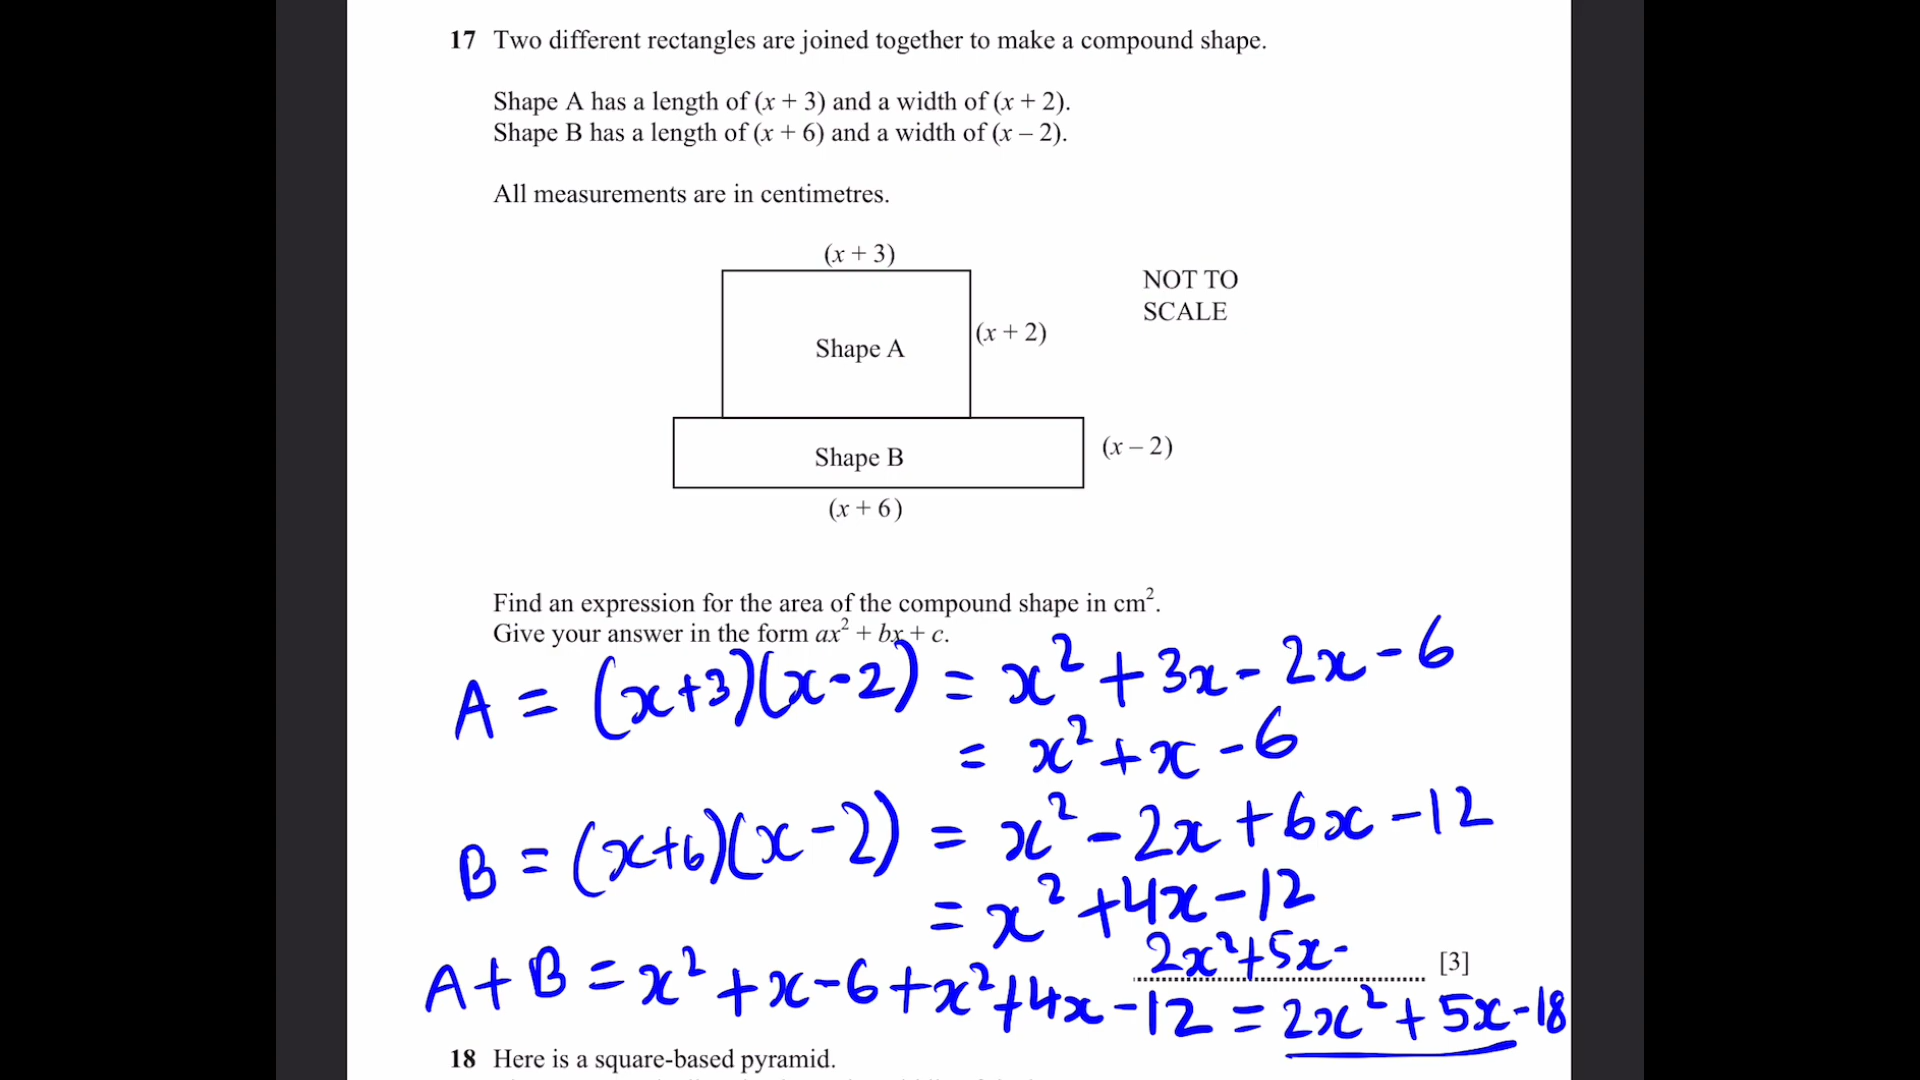 17 Two different rectangles are joined together to make a compound shape.
Shape A has a length of (x + 3) and a width of (x + 2).
Shape B has a length of (x + 6) and a width of (x – 2).
All measurements are in centimetres.
(x + 3)
NOT TO
SCALE
(x + 2)
Shape A
(x – 2)
Shape B
(x + 6)
Find an expression for the area of the compound shape in cm².
Give your answer in the form ax² + bx + c.
A = (x+3)(x-2) = x² + 3x - 2x - 6
= x² + x - 6
B = (x+6)(x-2) = x² - 2x + 6x - 12
= x² + 4x - 12
2x²+5x- [3]
A+B = x² + x - 6 + x² + 4x - 12 = 2x² + 5x - 18
18 Here is a square-based pyramid.